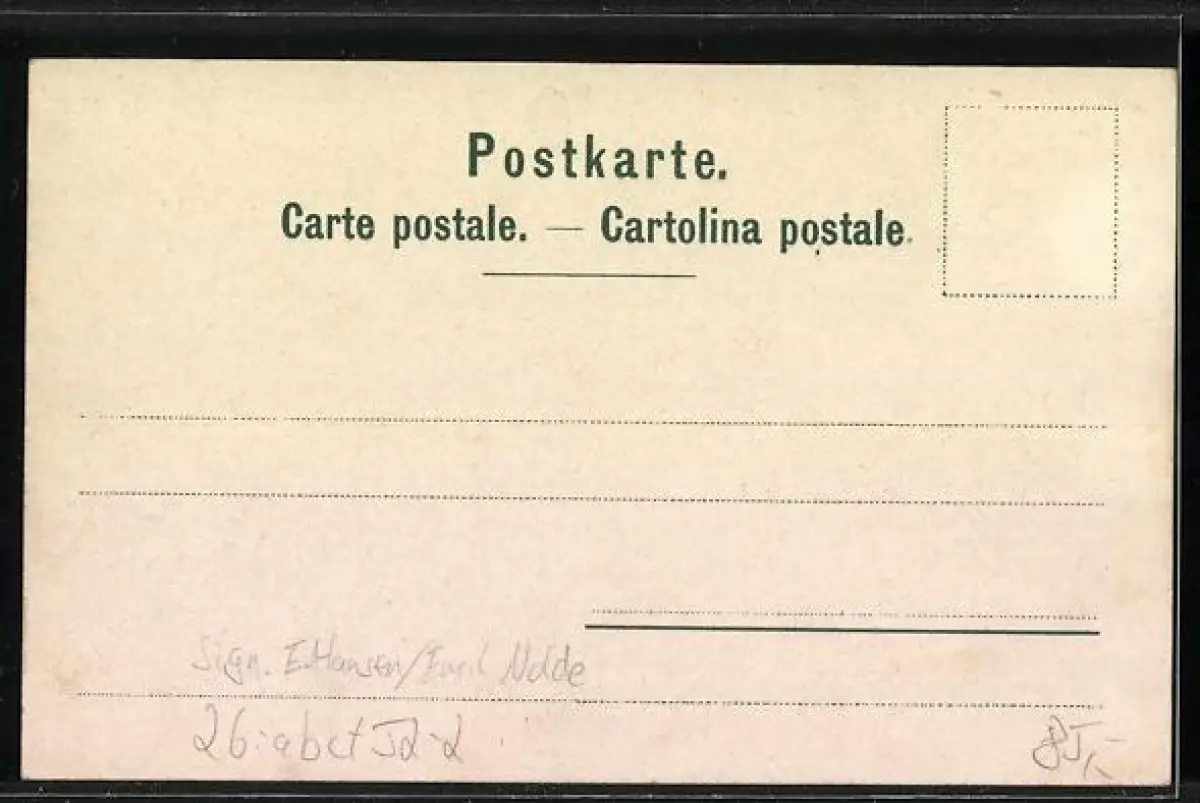 Postkarte.
Carte postale. — Cartolina postale.
Sign. E. Hansen/Emil Nolde